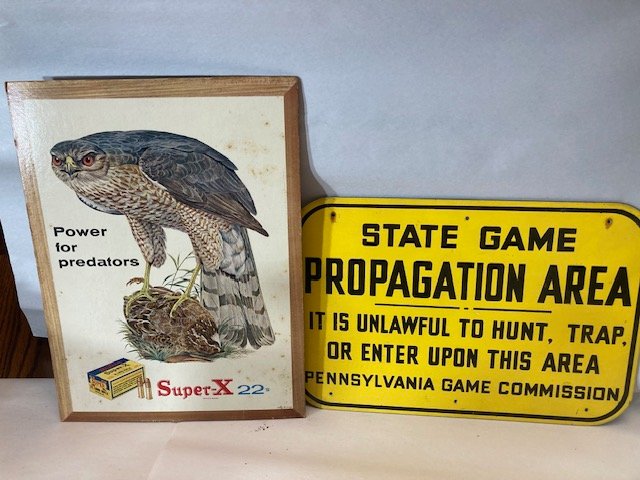 Power
for
predators
Super-X 22s
STATE GAME
PROPAGATION AREA
IT IS UNLAWFUL TO HUNT, TRAP,
OR ENTER UPON THIS AREA
PENNSYLVANIA GAME COMMISSION